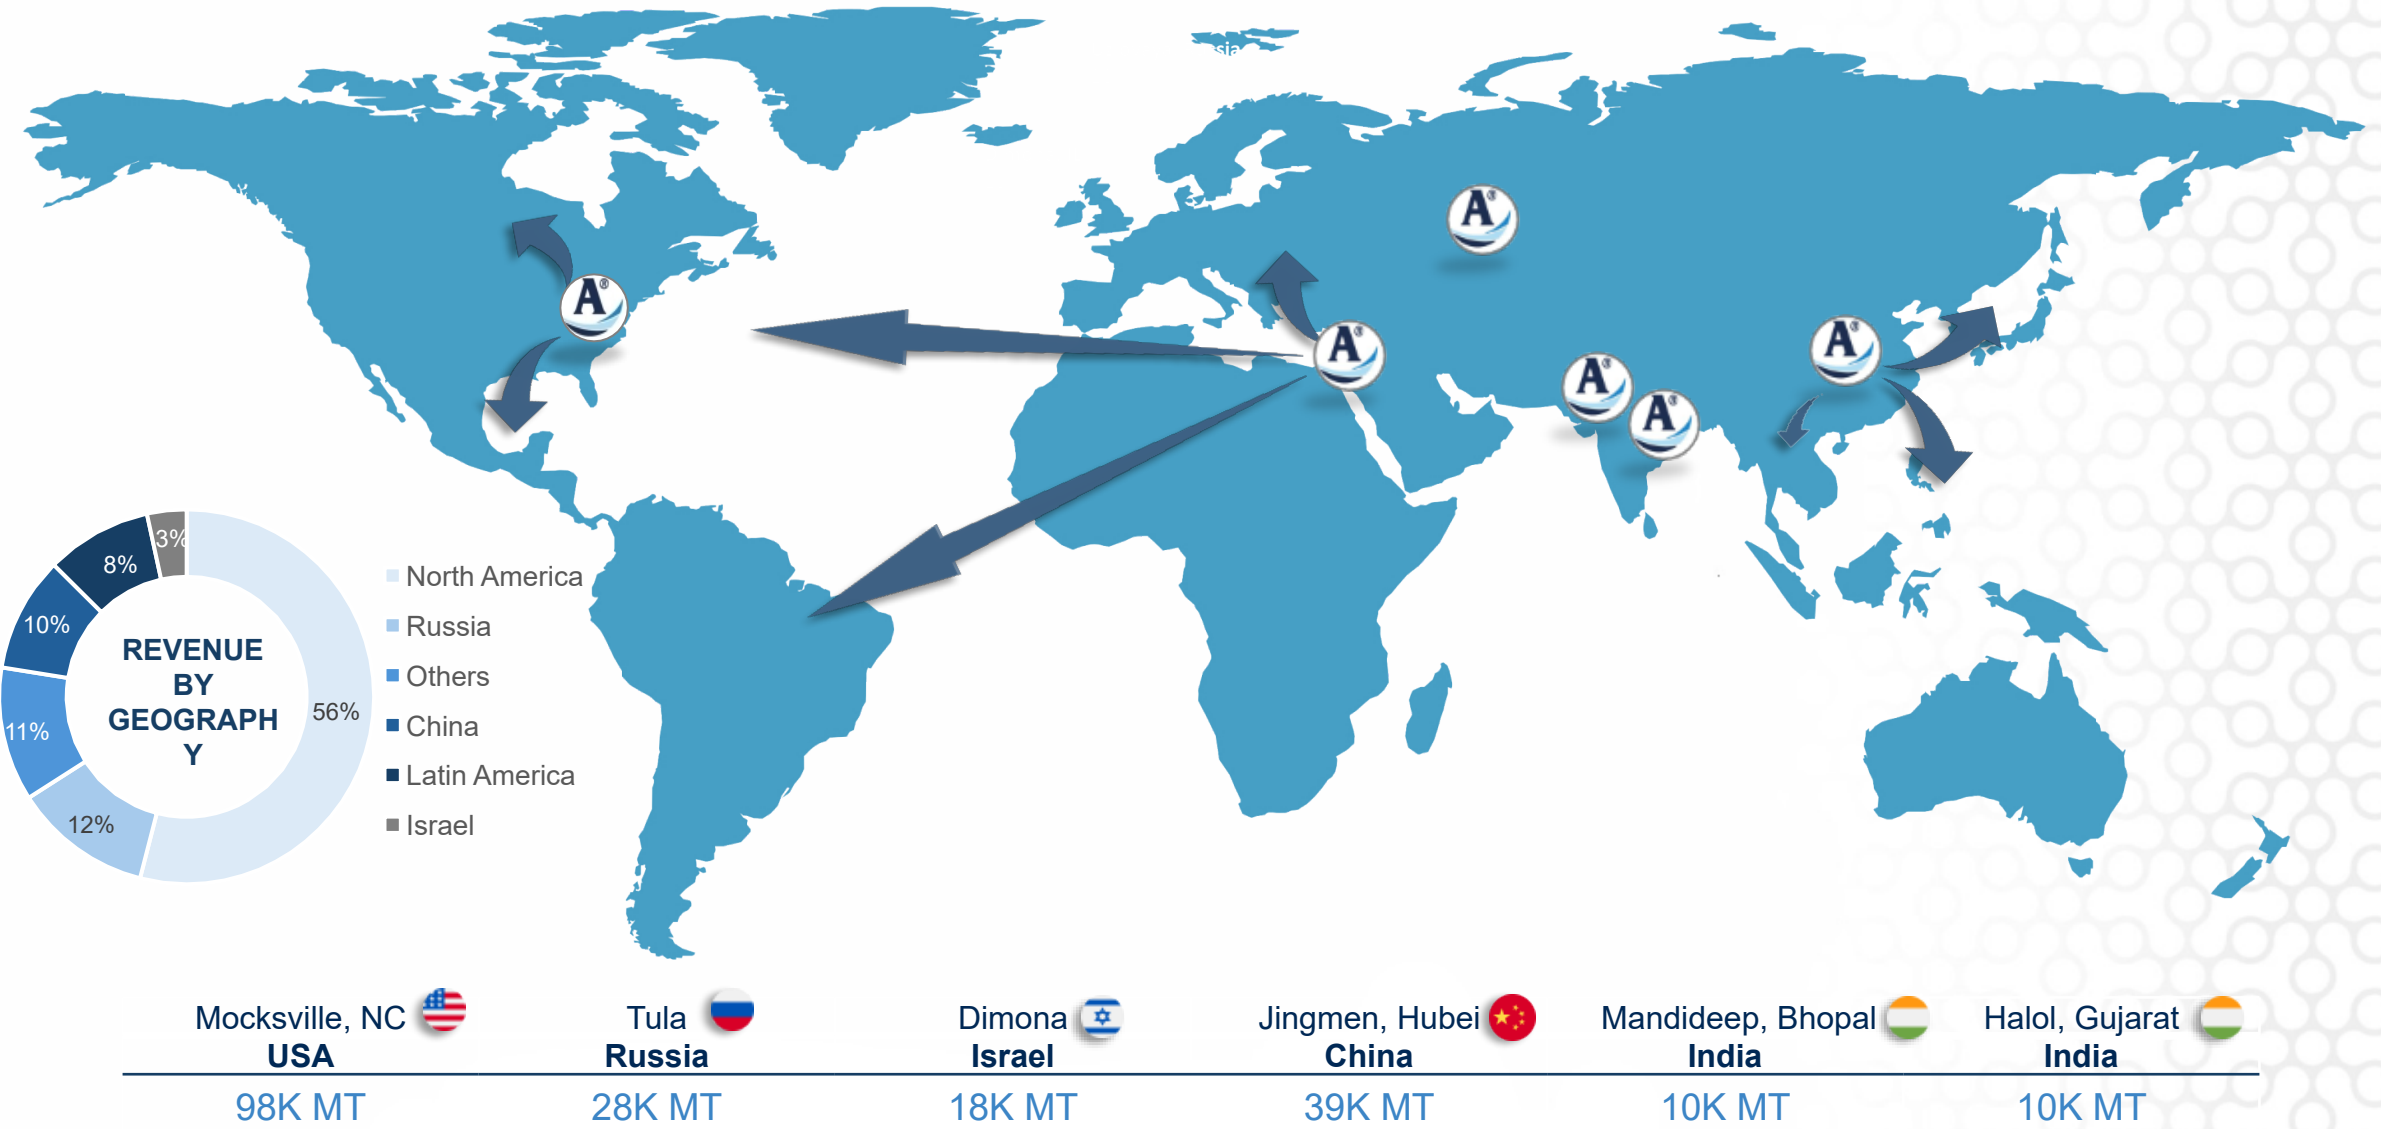 sia
A®
A®
A®
A®
A®
A®
3%
8%
10%
11%
12%
56%
REVENUE
BY
GEOGRAPH
Y
North America
Russia
Others
China
Latin America
Israel
Mocksville, NC
USA
98K MT
Tula
Russia
28K MT
Dimona
Israel
18K MT
Jingmen, Hubei
China
39K MT
Mandideep, Bhopal
India
10K MT
Halol, Gujarat
India
10K MT